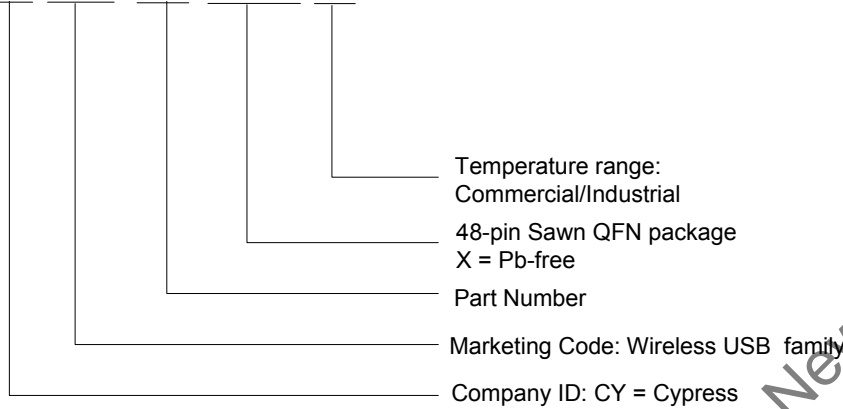 Temperature range:
Commercial/Industrial
48-pin Sawn QFN package
X = Pb-free
Part Number
Marketing Code: Wireless USB family
Company ID: CY = Cypress
New